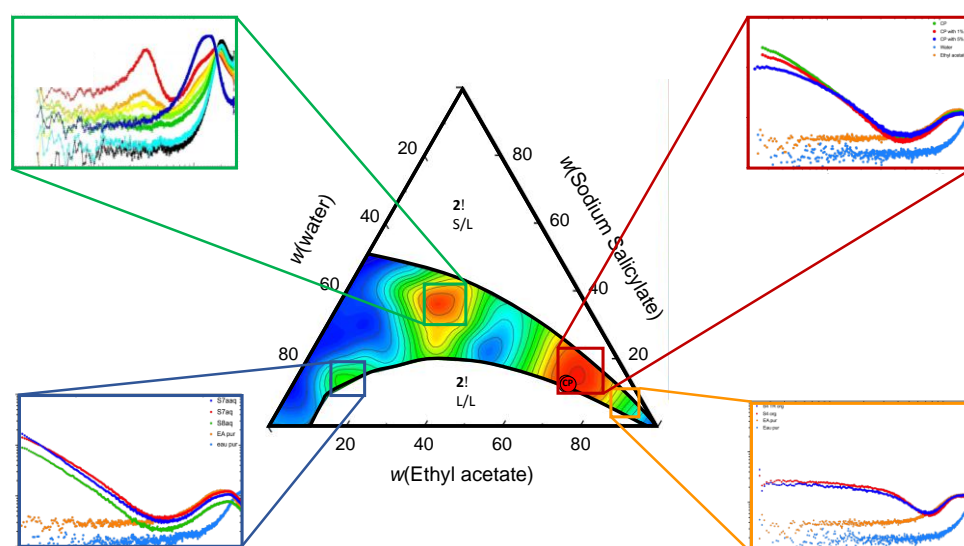 CP
CP with 1%
CP with 5%
Water
Ethyl acetate
20
80
w(water)
w(Sodium Salicylate)
2!
S/L
40
60
60
40
80
20
CP
2!
L/L
20
40
60
80
w(Ethyl acetate)
S7aaq
S7aq
S8aq
EA pur
eau pur
S4 org
EA pur
Eau pur